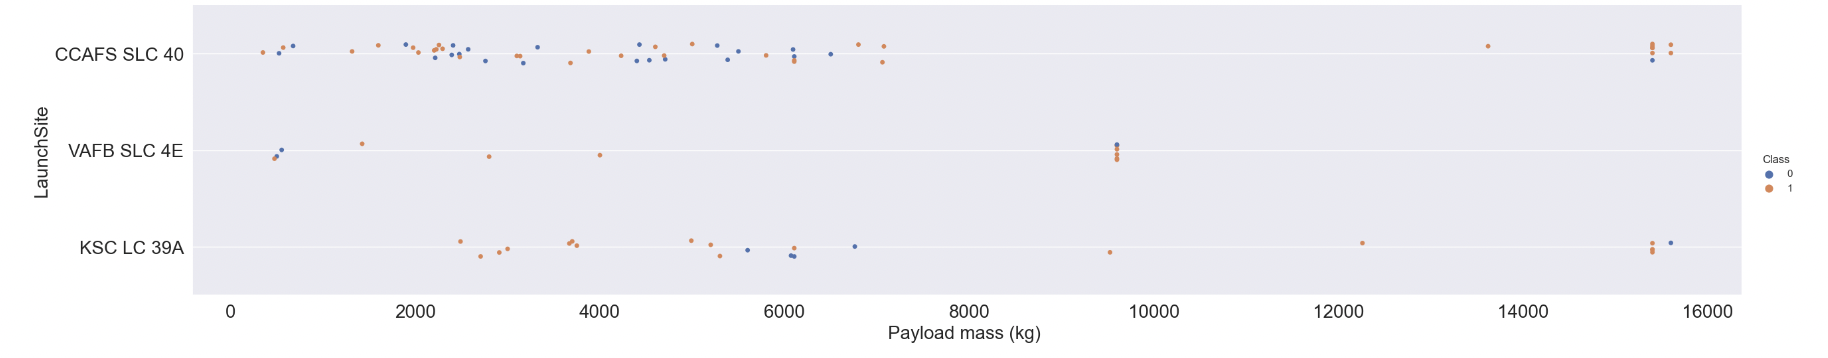 LaunchSite
CCAFS SLC 40
VAFB SLC 4E
KSC LC 39A
0 2000 4000 6000 8000 10000 12000 14000 16000
Payload mass (kg)
Class
0
1